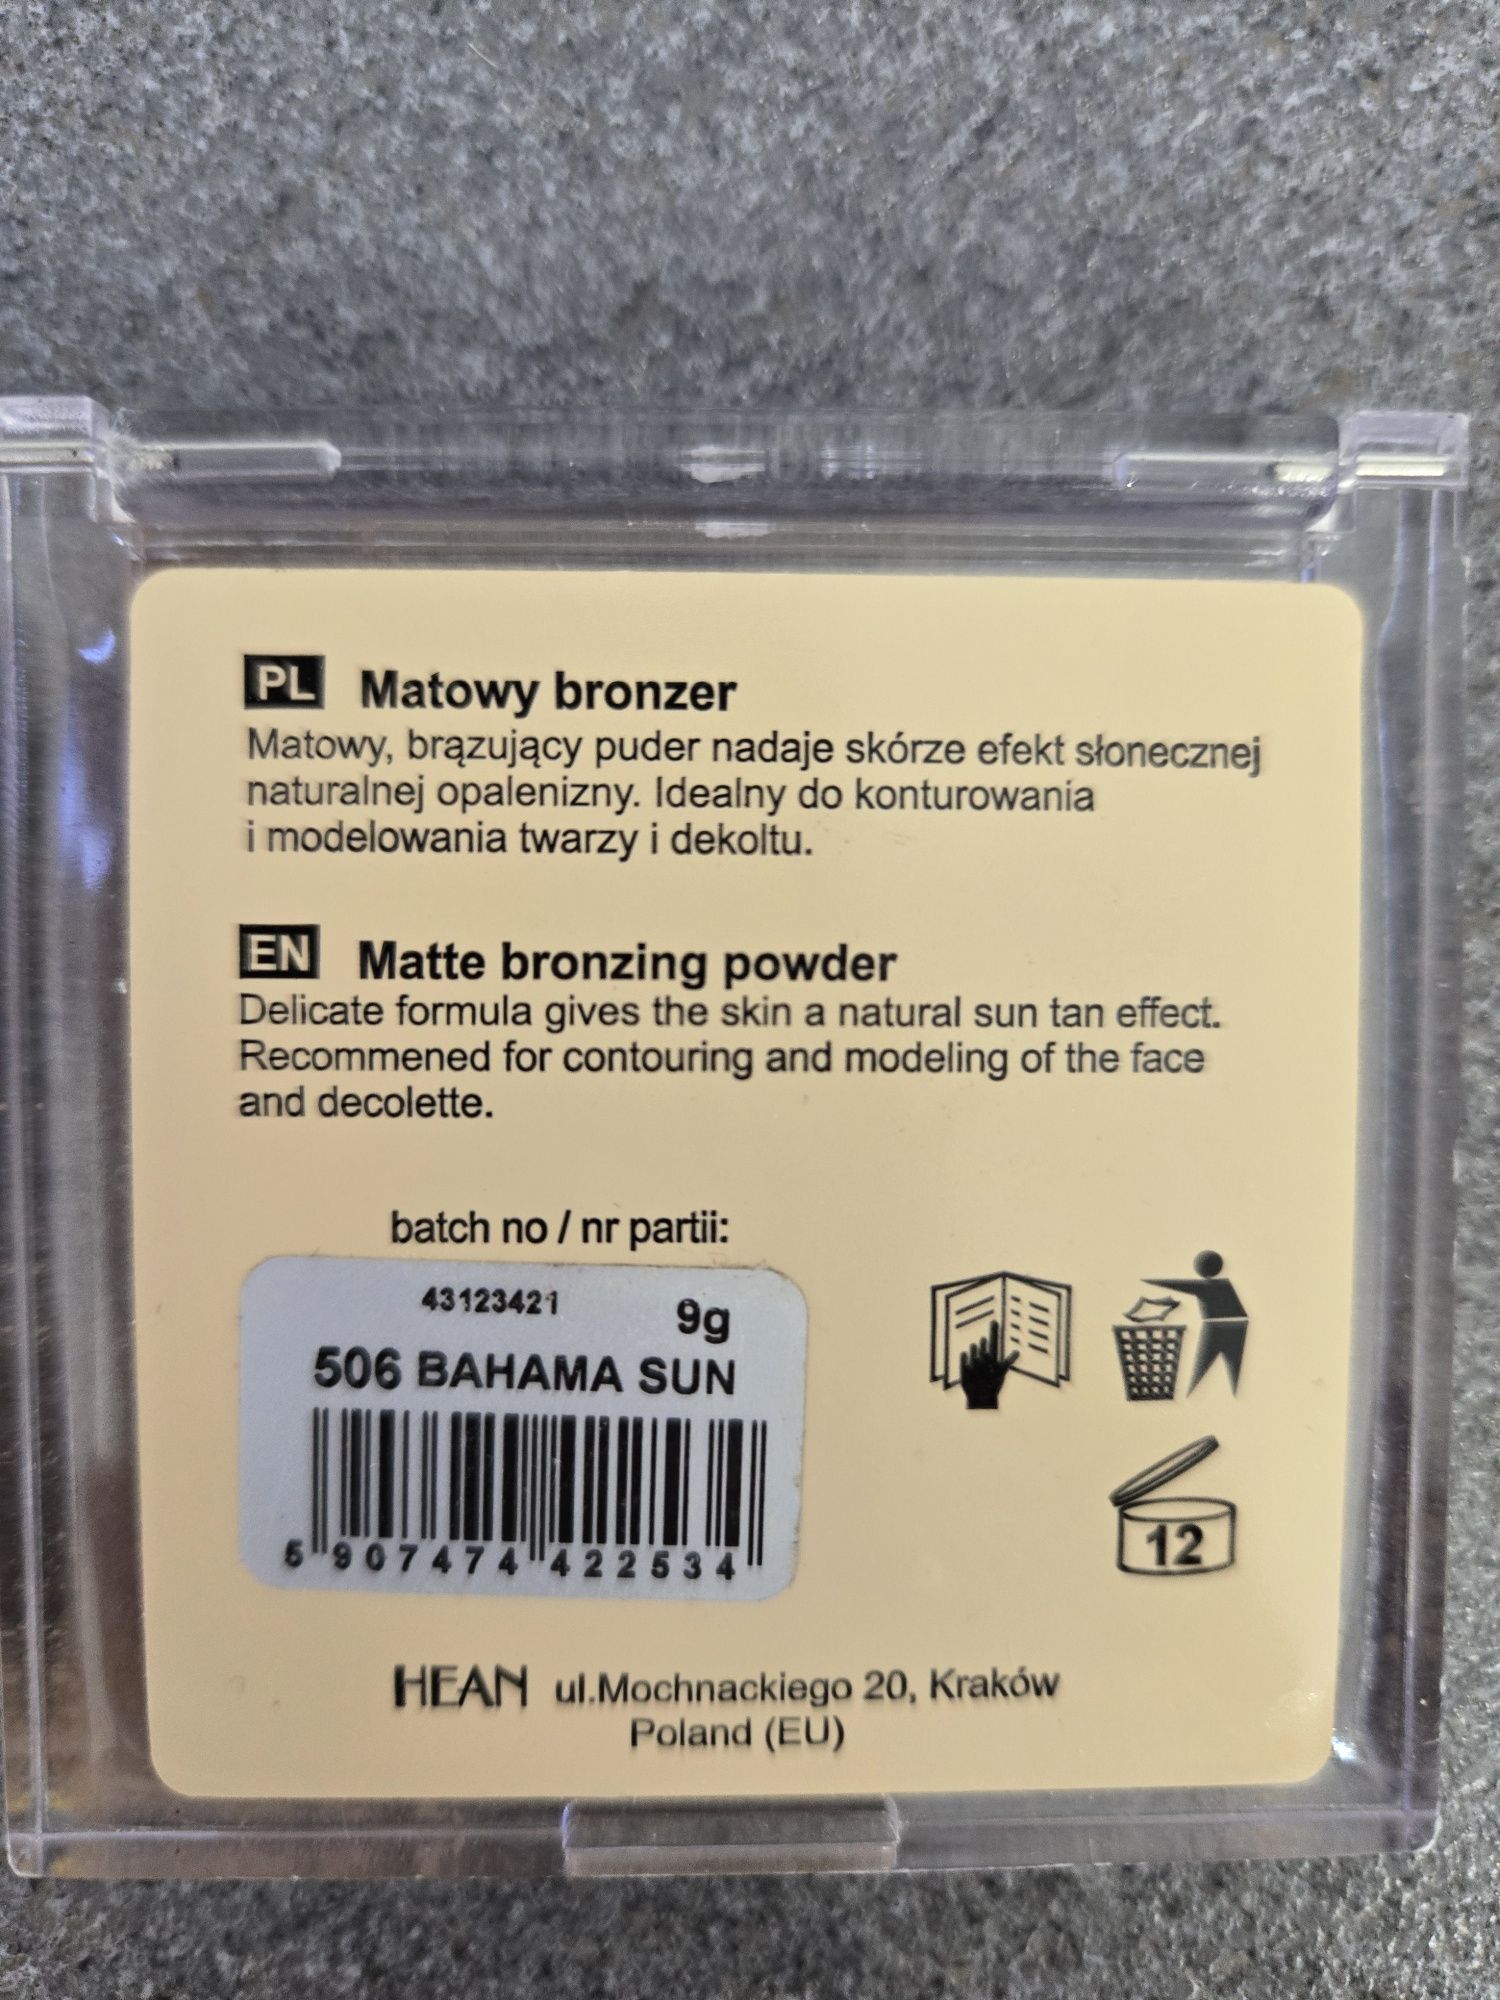 PL Matowy bronzer
Matowy, brązujący puder nadaje skórze efekt słonecznej
naturalnej opalenizny. Idealny do konturowania
i modelowania twarzy i dekoltu.
EN Matte bronzing powder
Delicate formula gives the skin a natural sun tan effect.
Recommened for contouring and modeling of the face
and decolette.
batch no / nr partii:
43123421 9g
506 BAHAMA SUN
5 907474 422534
12
HEAN ul.Mochnackiego 20, Kraków
Poland (EU)